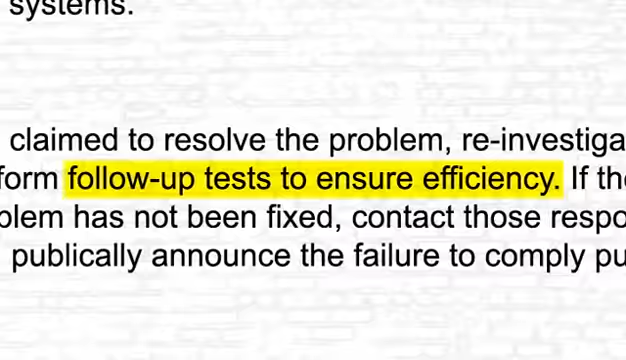 systems.
claimed to resolve the problem, re-investiga
form follow-up tests to ensure efficiency. If the
blem has not been fixed, contact those respo
publically announce the failure to comply pu